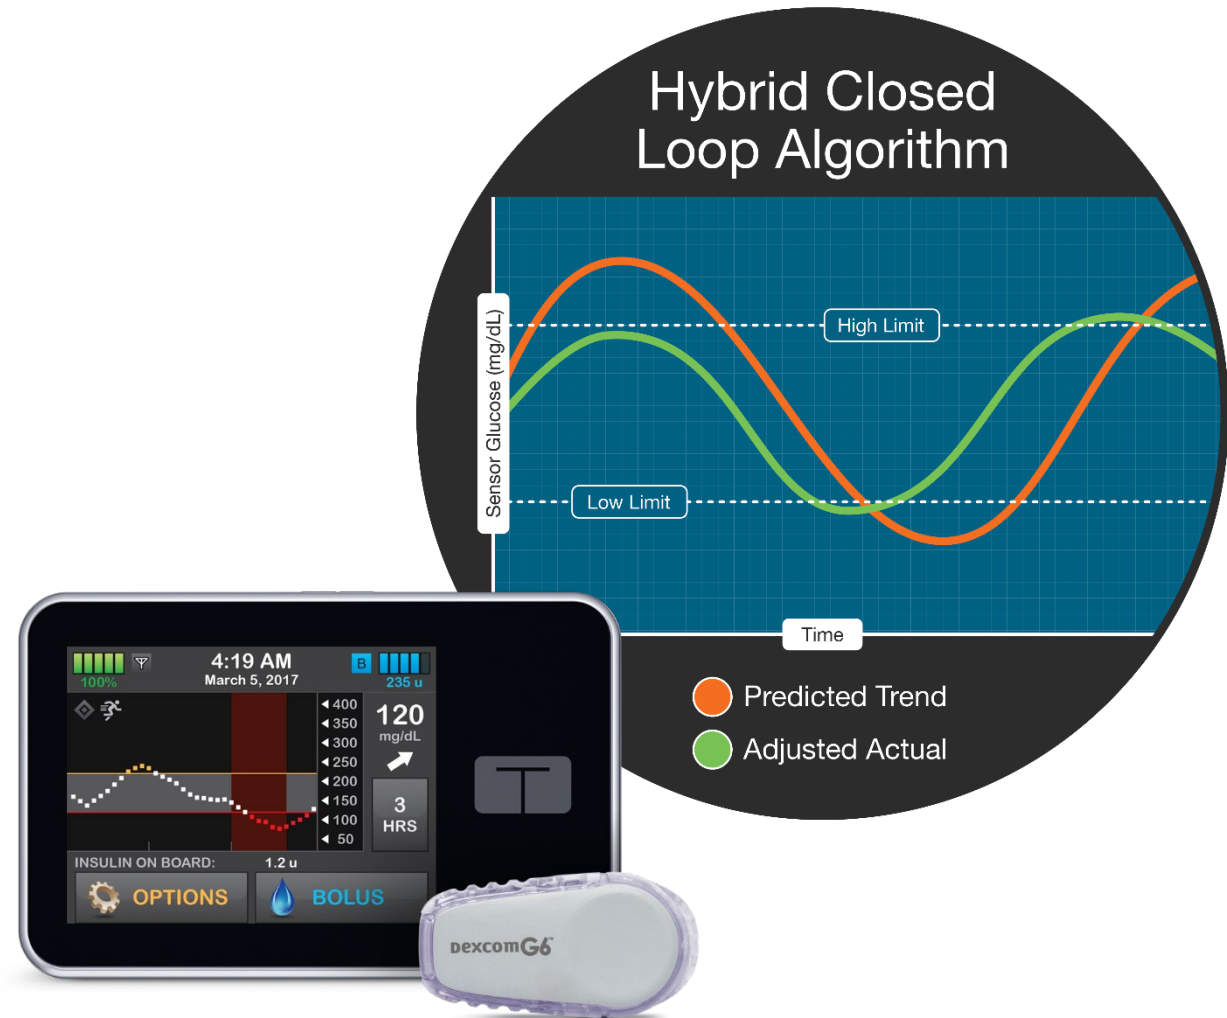 Hybrid Closed
Loop Algorithm
Sensor Glucose (mg/dL)
High Limit
Low Limit
Time
Predicted Trend
Adjusted Actual
100%
4:19 AM
March 5, 2017
B
235 u
400
350
300
250
200
150
100
50
120
mg/dL
3
HRS
INSULIN ON BOARD: 1.2 u
OPTIONS
BOLUS
Dexcom G6™